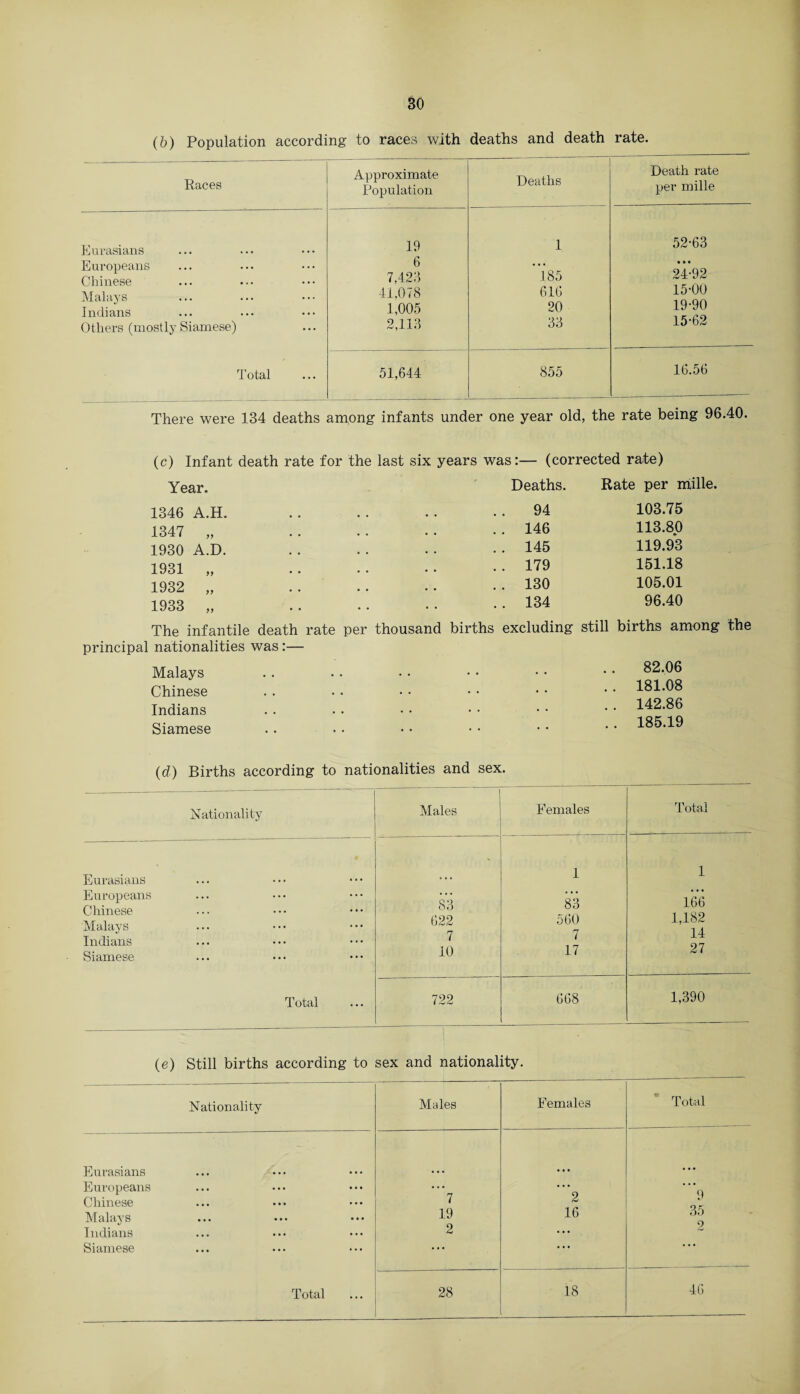 30
(b) Population according to races with deaths and death rate.
Races Approximate Population Deaths Death rate per mille
Eurasians ... ... ... 19 1 52·63
Europeans ... ... ... 6 ... ...
Chinese ... ... ... 7,423 185 24·92
Malays ... ... ... 41,078 616 15·00
Indians ... ... ... 1,005 20 19·90
Others (mostly Siamese) ... 2,113 33 15·62
Total ... 51,644 855 16.56
There were 134 deaths among infants under one year old, the rate being 96.40.
(c) Infant death rate for the last six years was:— (corrected rate)
Year. Deaths. Rate per mille.
1346 A.H. .. .. .. .. 94 103.75
1347 „ .. .. .. .. 146 113.80
1930 A.D. .. .. .. .. 145 119.93
1931 „ .. .. .. .. 179 151.18
1932 „ .. .. .. .. 130 105.01
1933 „ .. .. .. .. 134 96.40
The infantile death rate per thousand births excluding still births among the
principal nationalities was:—
Malays .. .. .. .. .. .. 82.06
Chinese .. .. .. .. .. .. 181.08
Indians .. .. .. .. .. .. 142.86
Siamese .. .. .. .. .. .. 185.19
(d) Births according to nationalities and sex.
Nationality Males Females Total
Eurasians ... ... ... ... 1 1
Europeans ... ... ... ... ... ...
Chinese ... ... ... 83 83 166
Malays ... ... ... 622 560 1,182
Indians ... ... ... 7 7 14
Siamese ... ... ... 10 17 27
Total ... 722 668 1,390
(e) Still births according to sex and nationality.
Nationality Males Females Total
Eurasians ... ... ... ... ... ...
Europeans ... ... ... ... ... ...
Chinese ... ... ... 7 2 9
Malays ... ... ... 19 16 35
Indians ... ... ... 2 ... 2
Siamese ... ... ... ... ... ...
Total ... 28 18 46